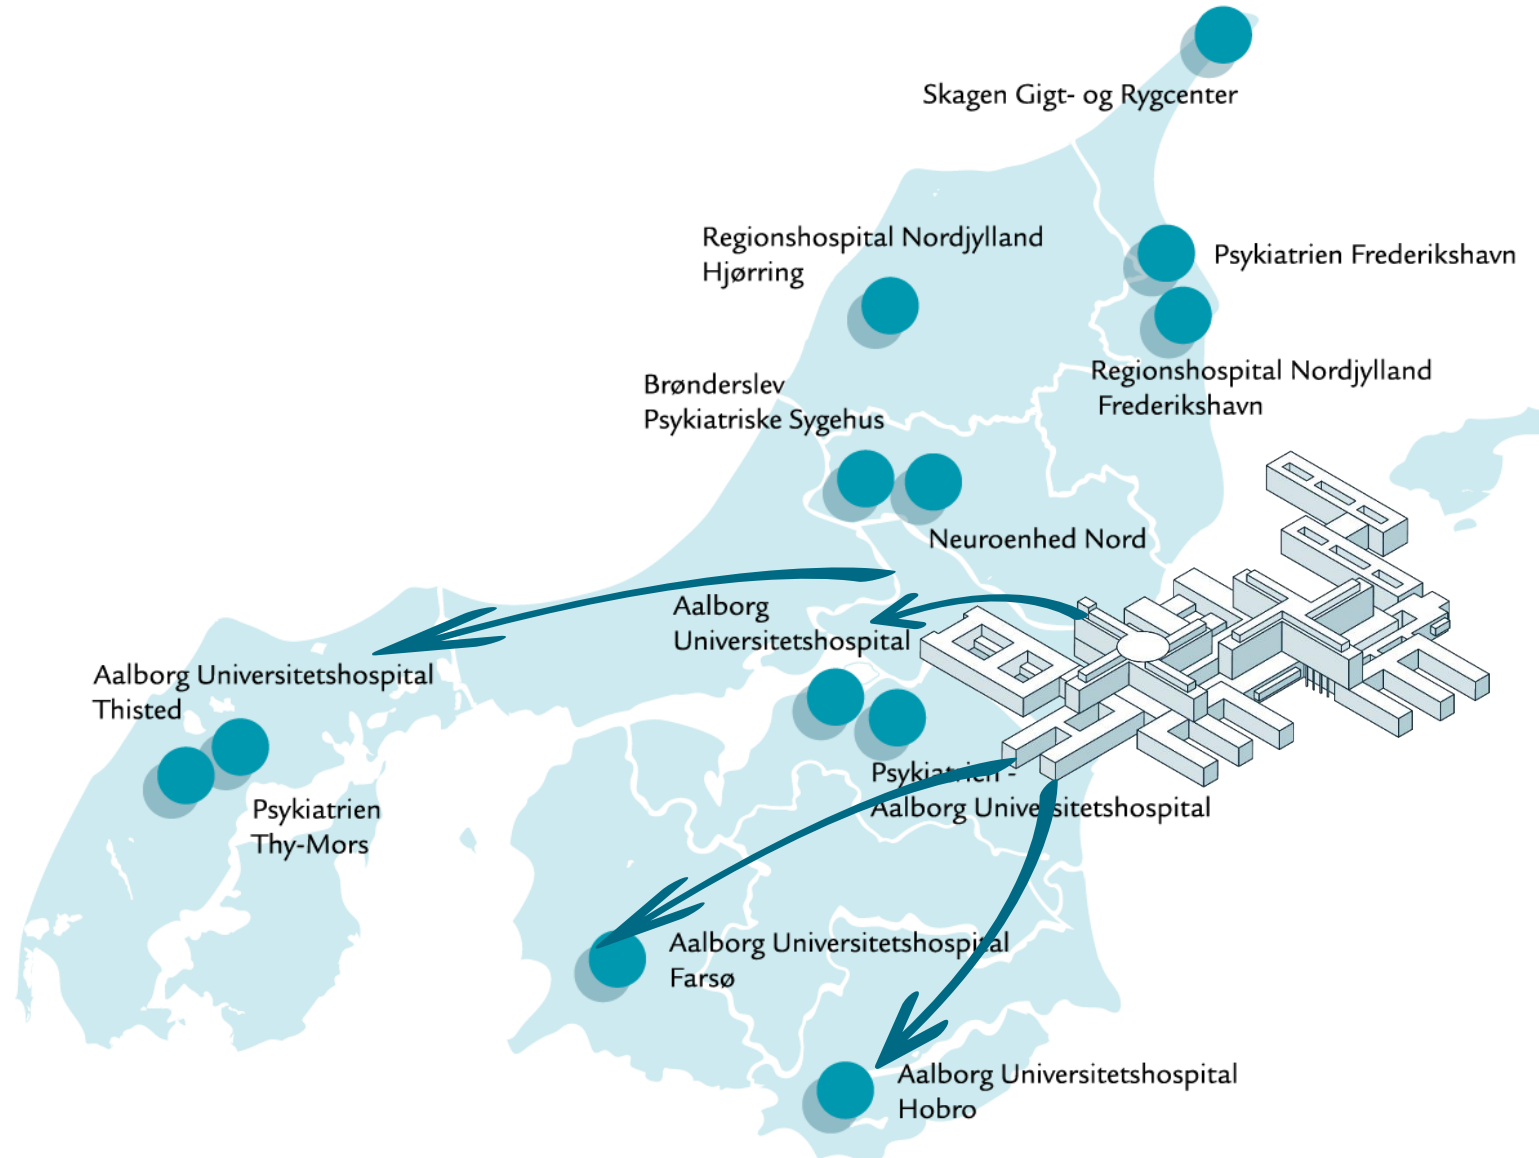 Skagen Gigt- og Rygcenter
Regionshospital Nordjylland
Hjørring
Psykiatrien Frederikshavn
Regionshospital Nordjylland
Frederikshavn
Brønderslev
Psykiatriske Sygehus
Neuroenhed Nord
Aalborg
Universitetshospital
Aalborg Universitetshospital
Thisted
Psykiatrien
Thy-Mors
Psykiatrien -
Aalborg Universitetshospital
Aalborg Universitetshospital
Farsø
Aalborg Universitetshospital
Hobro